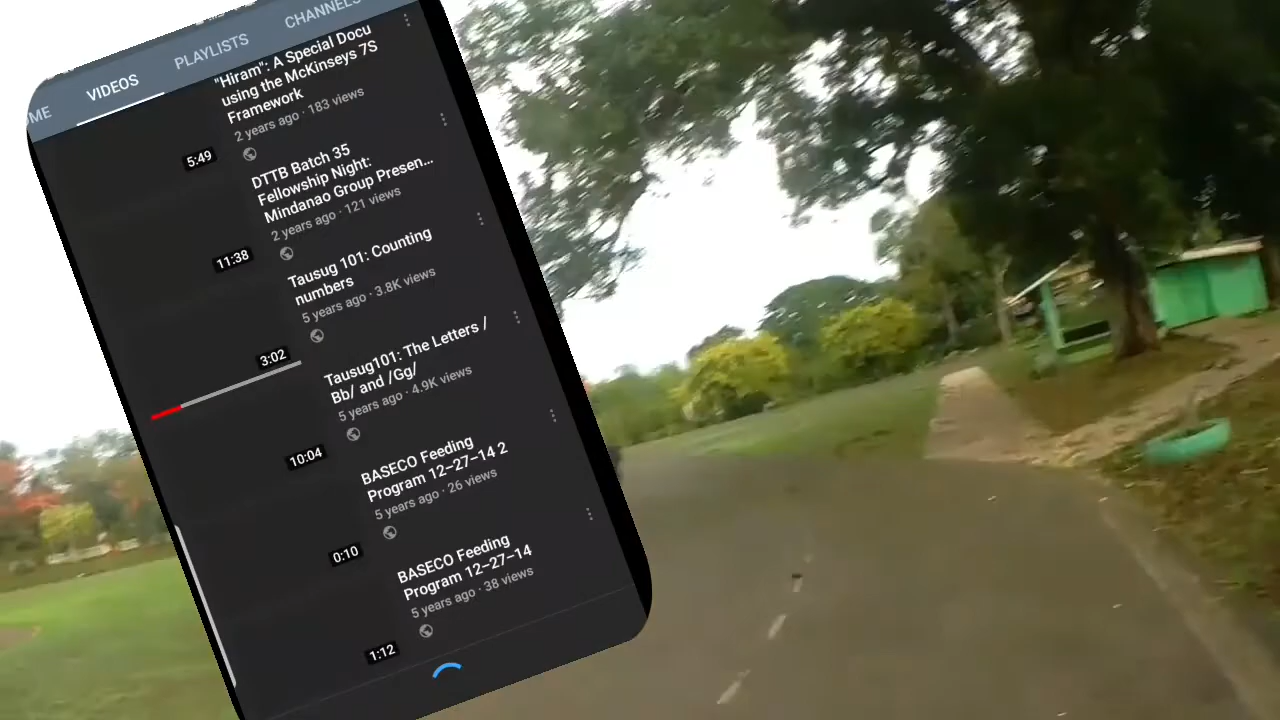 ME VIDEOS PLAYLISTS CHANNELS
"Hiram": A Special Docu
using the McKinseys 7S
Framework
2 years ago · 183 views
5:49
DTTB Batch 35
Fellowship Night:
Mindanao Group Presen...
2 years ago · 121 views
11:38
Tausug 101: Counting
numbers
5 years ago · 3.8K views
3:02
Tausug101: The Letters /
Bb/ and /Gg/
5 years ago · 4.9K views
10:04
BASECO Feeding
Program 12-27-14 2
5 years ago · 26 views
0:10
BASECO Feeding
Program 12-27-14
5 years ago · 38 views
1:12